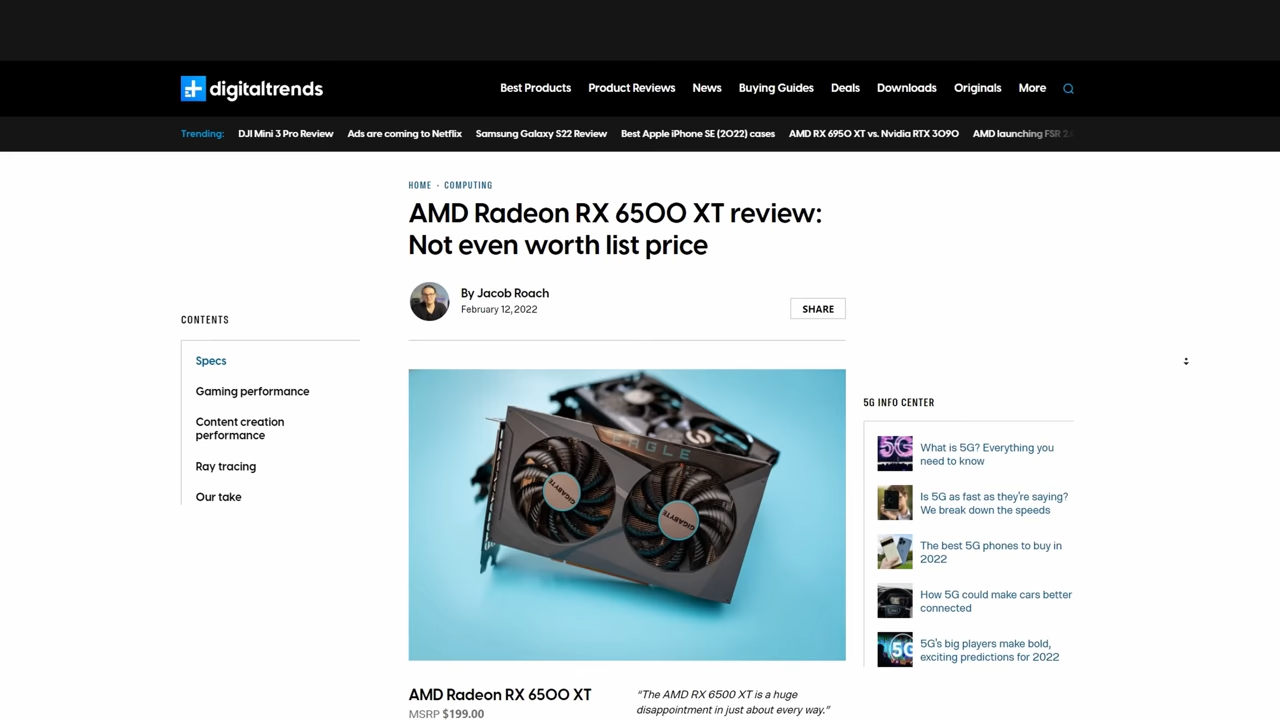 digitaltrends
Best Products
Product Reviews
News
Buying Guides
Deals
Downloads
Originals
More
Trending:
DJI Mini 3 Pro Review
Ads are coming to Netflix
Samsung Galaxy S22 Review
Best Apple iPhone SE (2022) cases
AMD RX 6950 XT vs. Nvidia RTX 3090
AMD launching FSR 2.
HOME · COMPUTING
AMD Radeon RX 6500 XT review:
Not even worth list price
By Jacob Roach
February 12, 2022
SHARE
CONTENTS
Specs
Gaming performance
Content creation
performance
Ray tracing
Our take
EAGLE
GIGABYTE
GIGABYTE
5G INFO CENTER
5G
What is 5G? Everything you
need to know
Is 5G as fast as they're saying?
We break down the speeds
The best 5G phones to buy in
2022
How 5G could make cars better
connected
5G
5G's big players make bold,
exciting predictions for 2022
AMD Radeon RX 6500 XT
MSRP $199.00
“The AMD RX 6500 XT is a huge
disappointment in just about every way.”